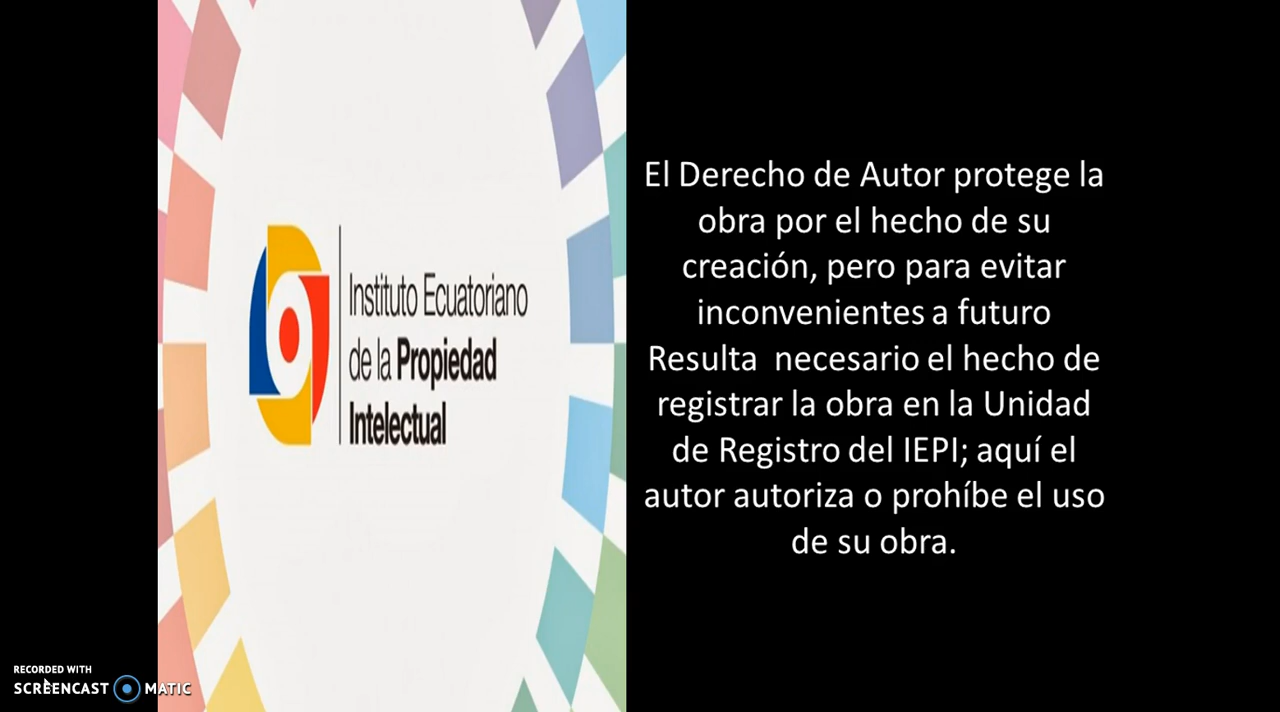 Instituto Ecuatoriano
de la Propiedad
Intelectual
El Derecho de Autor protege la
obra por el hecho de su
creación, pero para evitar
inconvenientes a futuro
Resulta  necesario el hecho de
registrar la obra en la Unidad
de Registro del IEPI; aquí el
autor autoriza o prohíbe el uso
de su obra.
RECORDED WITH
SCREENCAST MATIC